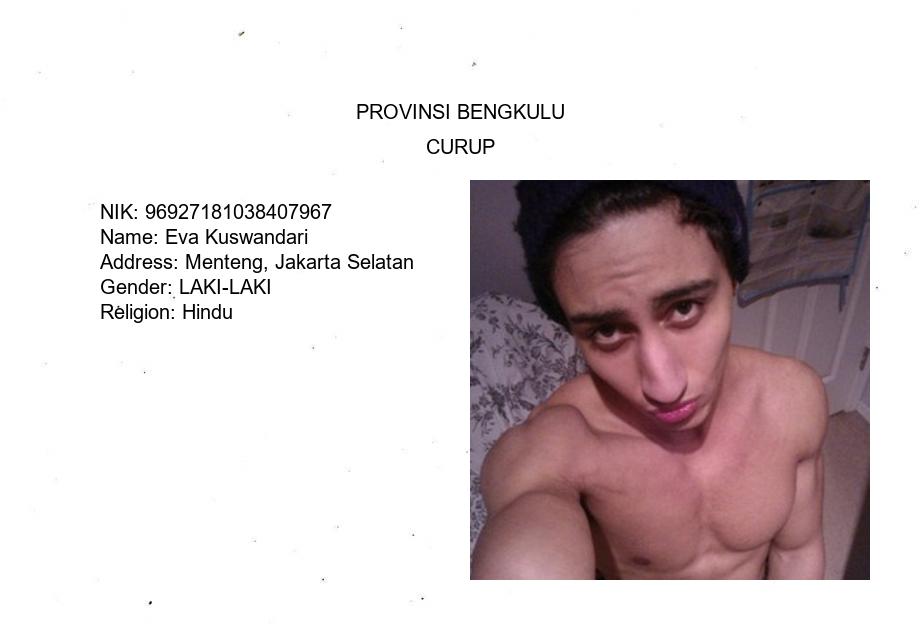 PROVINSI BENGKULU
CURUP
NIK: 96927181038407967
Name: Eva Kuswandari
Address: Menteng, Jakarta Selatan
Gender: LAKI-LAKI
Religion: Hindu